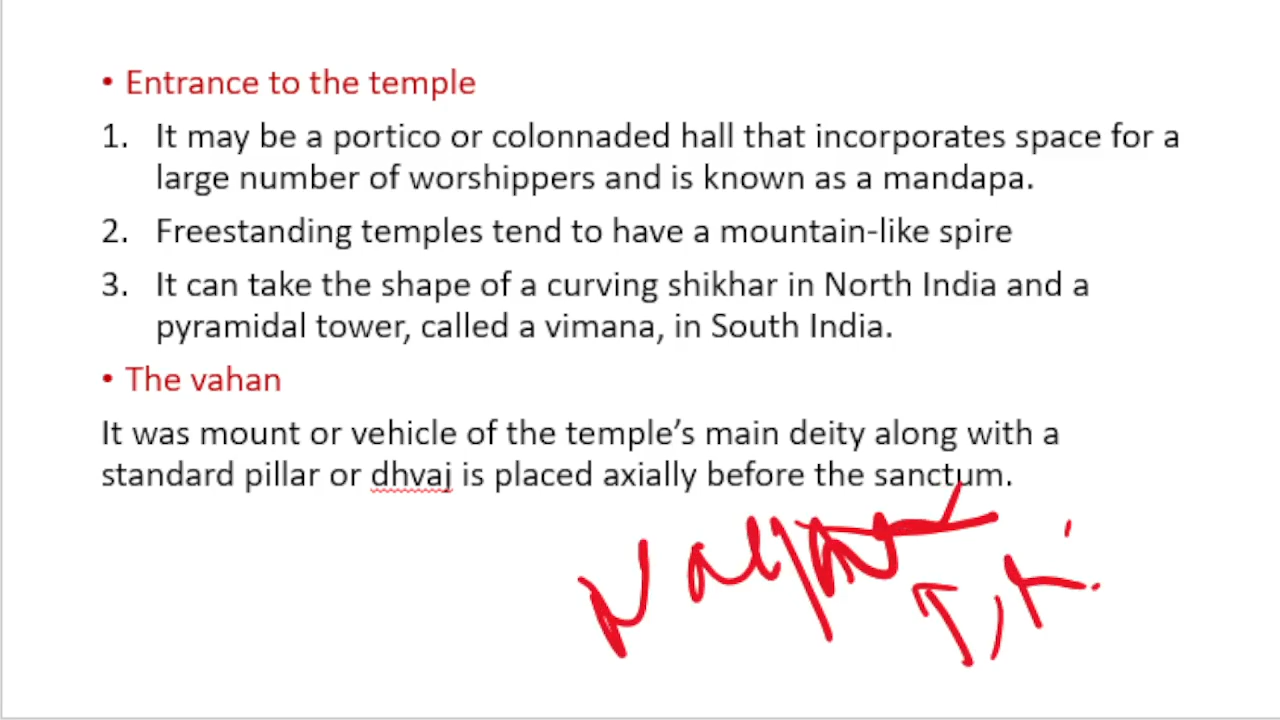 • Entrance to the temple
1. It may be a portico or colonnaded hall that incorporates space for a
large number of worshippers and is known as a mandapa.
2. Freestanding temples tend to have a mountain-like spire
3. It can take the shape of a curving shikhar in North India and a
pyramidal tower, called a vimana, in South India.
• The vahan
It was mount or vehicle of the temple’s main deity along with a
standard pillar or dhvaj is placed axially before the sanctum.